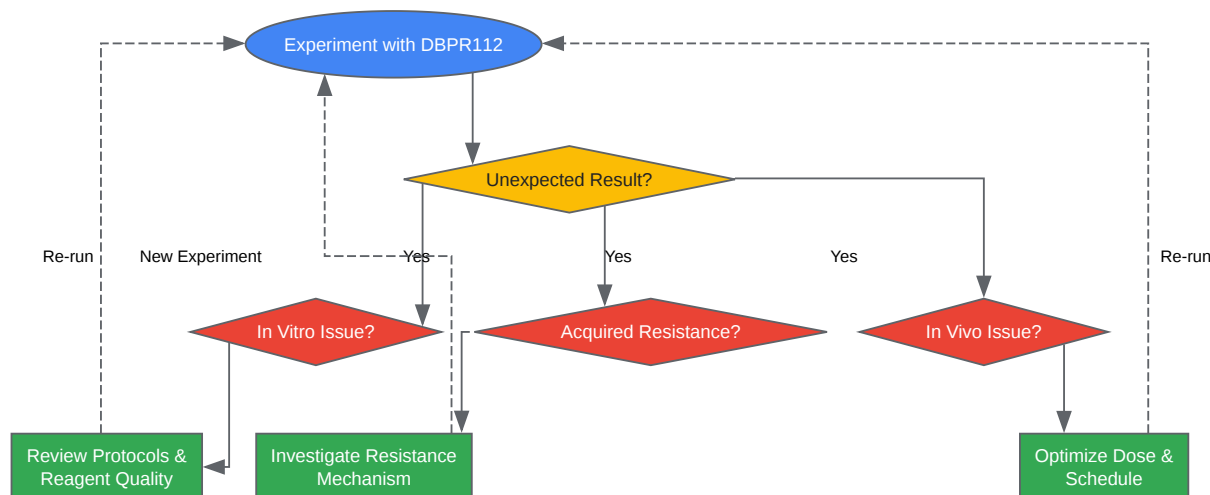 Experiment with DBPR112
Unexpected Result?
Re-run
New Experiment
Yes
Yes
Yes
Re-run
In Vitro Issue?
Acquired Resistance?
In Vivo Issue?
Review Protocols &
Reagent Quality
Investigate Resistance
Mechanism
Optimize Dose &
Schedule